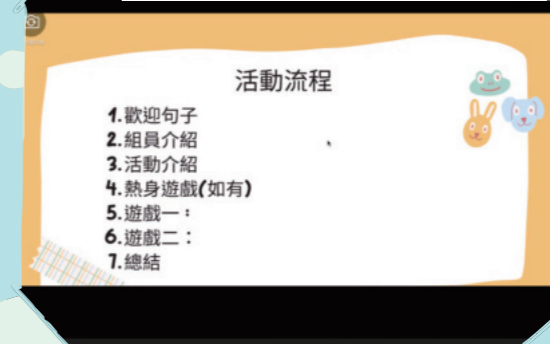 活動流程
1.歡迎句子
2.組員介紹
3.活動介紹
4.熱身遊戲(如有)
5.遊戲一：
6.遊戲二：
7.總結